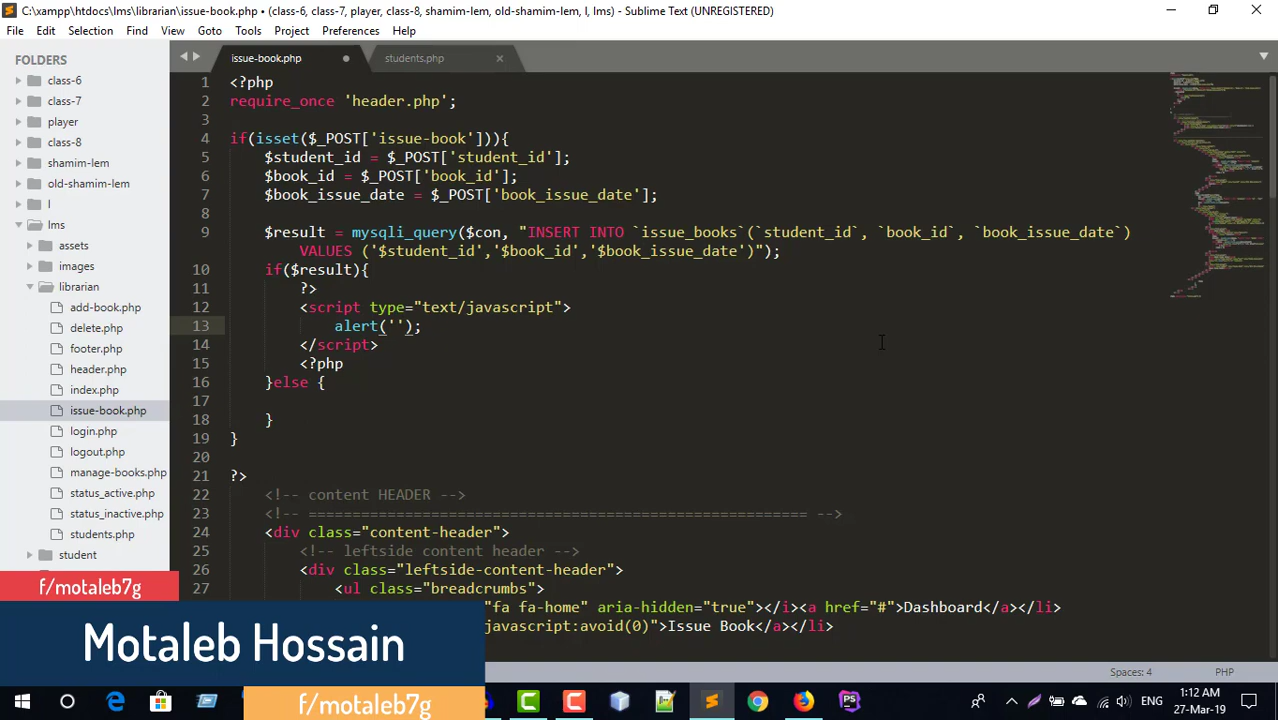 C:\xampp\htdocs\lms\librarian\issue-book.php • (class-6, class-7, player, class-8, shamim-lem, old-shamim-lem, l, lms) - Sublime Text (UNREGISTERED)
File Edit Selection Find View Goto Tools Project Preferences Help
FOLDERS
class-6
class-7
player
class-8
shamim-lem
old-shamim-lem
l
lms
assets
images
librarian
add-book.php
delete.php
footer.php
header.php
index.php
issue-book.php
login.php
logout.php
manage-books.php
status_active.php
status_inactive.php
students.php
student
issue-book.php students.php
1 <?php
2 require_once 'header.php';
3
4 if(isset($_POST['issue-book'])){
5 $student_id = $_POST['student_id'];
6 $book_id = $_POST['book_id'];
7 $book_issue_date = $_POST['book_issue_date'];
8
9 $result = mysqli_query($con, "INSERT INTO `issue_books`(`student_id`, `book_id`, `book_issue_date`)
VALUES ('$student_id','$book_id','$book_issue_date')");
10 if($result){
11 ?>
12 <script type="text/javascript">
13 alert('');
14 </script>
15 <?php
16 }else {
17
18 }
19 }
20
21 ?>
22 <!-- content HEADER -->
23 <!-- ========================================================= -->
24 <div class="content-header">
25 <!-- leftside content header -->
26 <div class="leftside-content-header">
27 <ul class="breadcrumbs">
"fa fa-home" aria-hidden="true"></i><a href="#">Dashboard</a></li>
javascript:avoid(0)">Issue Book</a></li>
f/motaleb7g
Motaleb Hossain
f/motaleb7g
Spaces: 4 PHP
ENG
1:12 AM
27-Mar-19